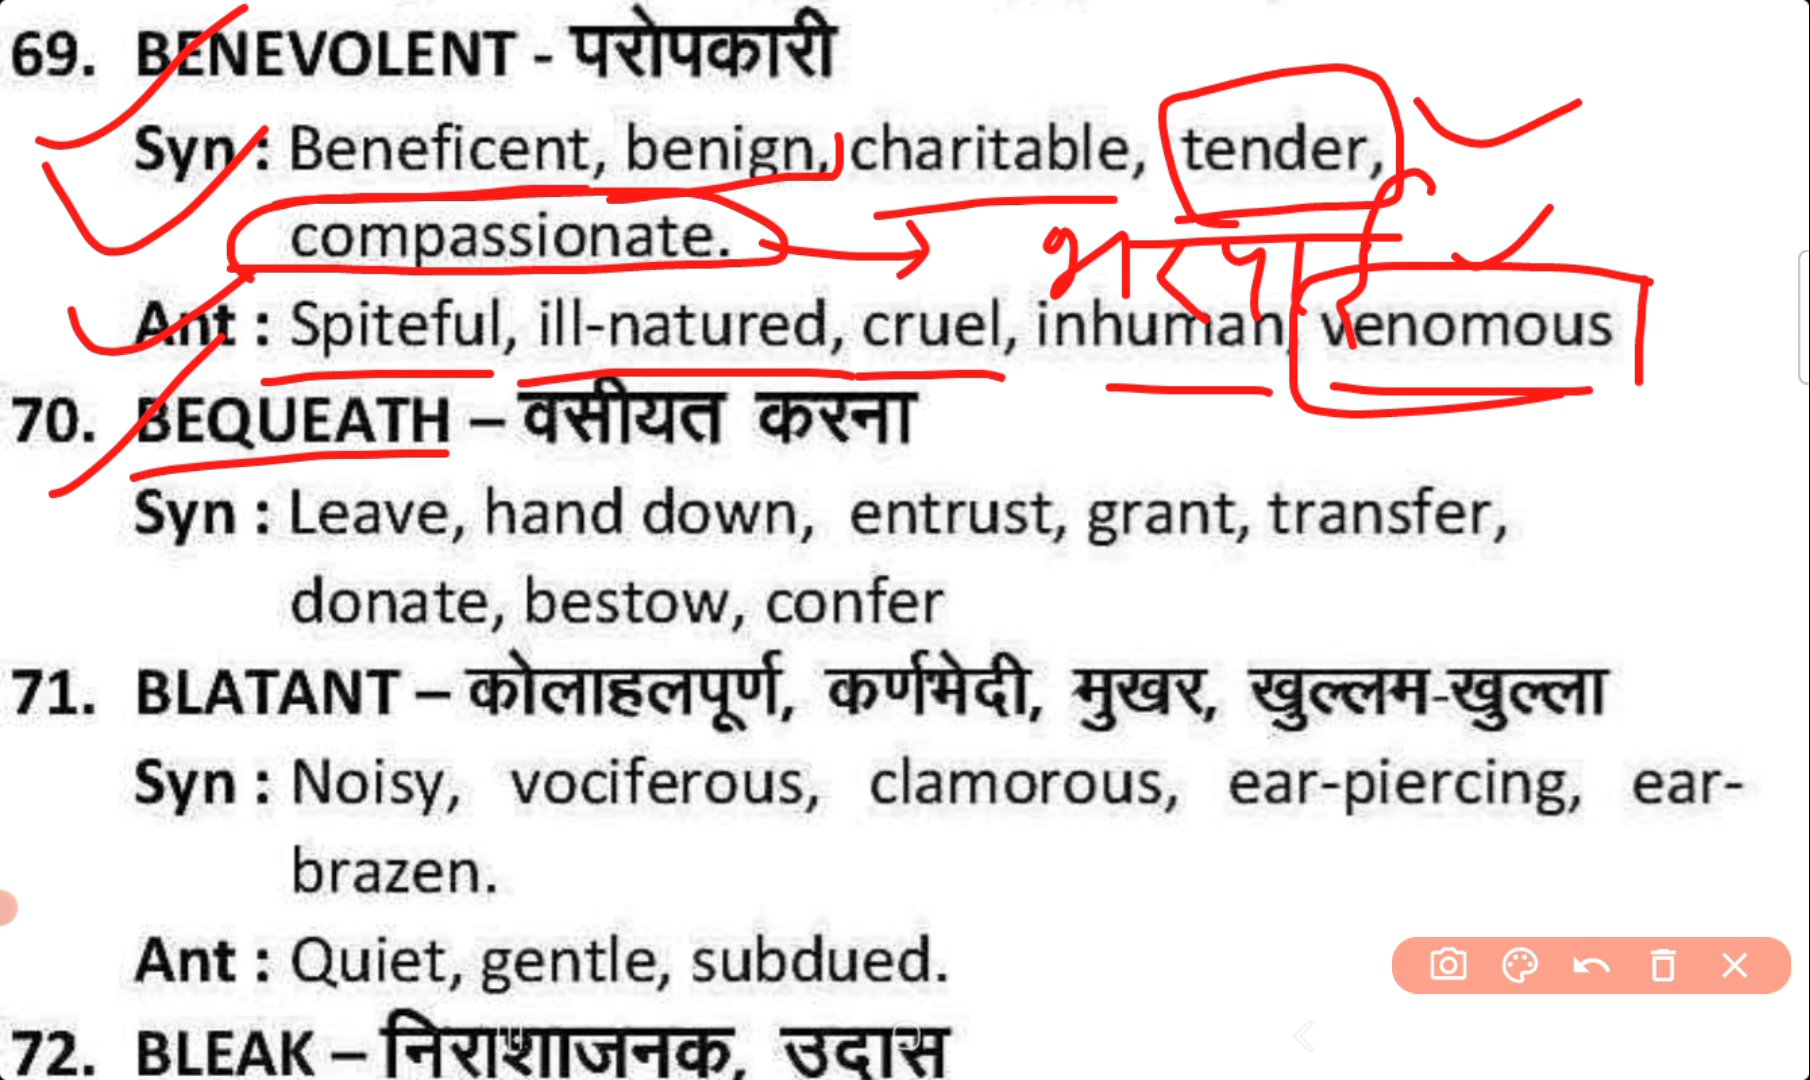 69. BENEVOLENT - परोपकारी
Syn : Beneficent, benign, charitable, tender,
compassionate.
Ant : Spiteful, ill-natured, cruel, inhuman, venomous
70. BEQUEATH – वसीयत करना
Syn : Leave, hand down, entrust, grant, transfer,
donate, bestow, confer
71. BLATANT – कोलाहलपूर्ण, कर्णभेदी, मुखर, खुल्लम-खुल्ला
Syn : Noisy, vociferous, clamorous, ear-piercing, ear-
brazen.
Ant : Quiet, gentle, subdued.
72. BLEAK – निराशाजनक, उदास